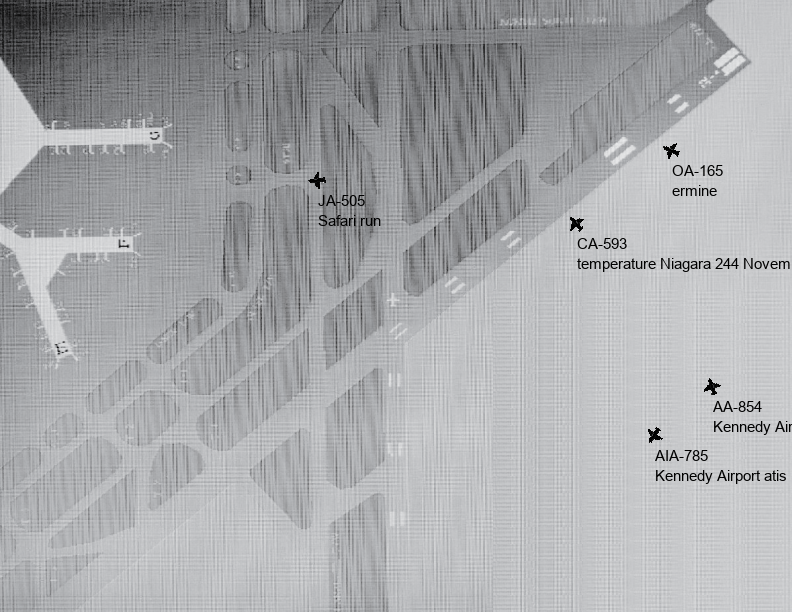 JA-505
Safari run
OA-165
ermine
CA-593
temperature Niagara 244 Novem
AA-854
Kennedy Air
AIA-785
Kennedy Airport atis